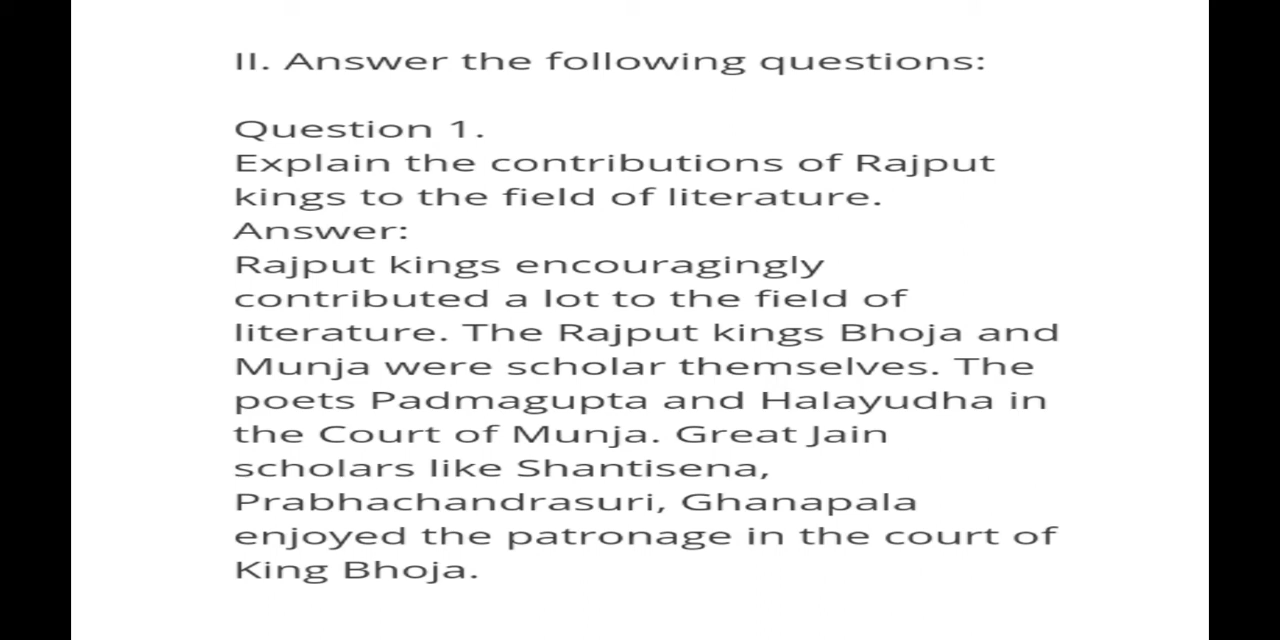 II. Answer the following questions:
Question 1.
Explain the contributions of Rajput
kings to the field of literature.
Answer:
Rajput kings encouragingly
contributed a lot to the field of
literature. The Rajput kings Bhoja and
Munja were scholar themselves. The
poets Padmagupta and Halayudha in
the Court of Munja. Great Jain
scholars like Shantisena,
Prabhachandrasuri, Ghanapala
enjoyed the patronage in the court of
King Bhoja.